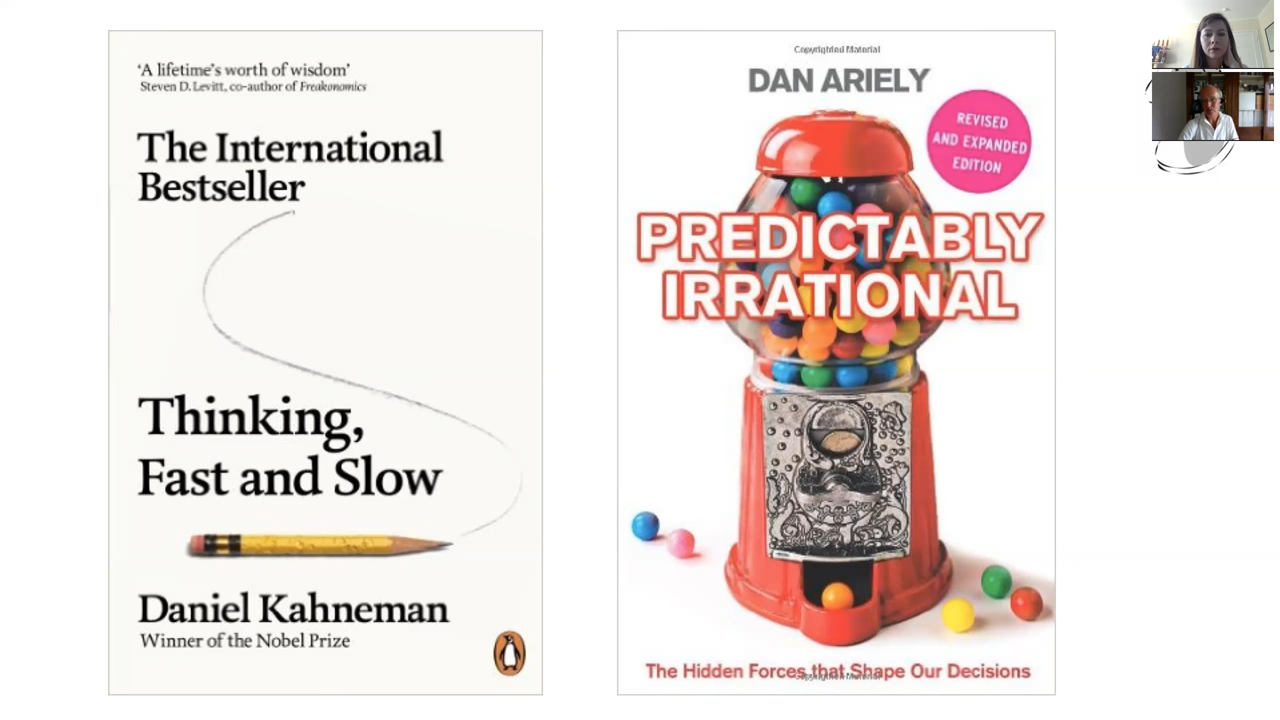 'A lifetime's worth of wisdom'
Steven D. Levitt, co-author of Freakonomics
The International
Bestseller
Thinking,
Fast and Slow
Daniel Kahneman
Winner of the Nobel Prize
Copyrighted Material
DAN ARIELY
REVISED
AND EXPANDED
EDITION
PREDICTABLY
IRRATIONAL
The Hidden Forces that Shape Our Decisions
Copyrighted Material